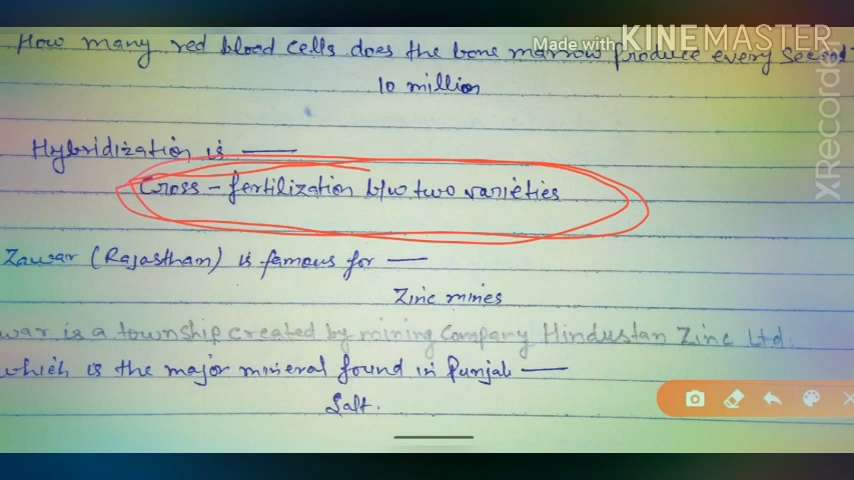 Made with KINEMASTER
How many red blood cells does the bone marrow produce every second?
10 million
XRecorder
Hybridization is —
Cross - fertilization b/w two varieties
Zawar (Rajasthan) is famous for —
Zinc mines
war is a township created by mining Company Hindustan Zinc Ltd.
which is the major mineral found in Punjab —
Salt.